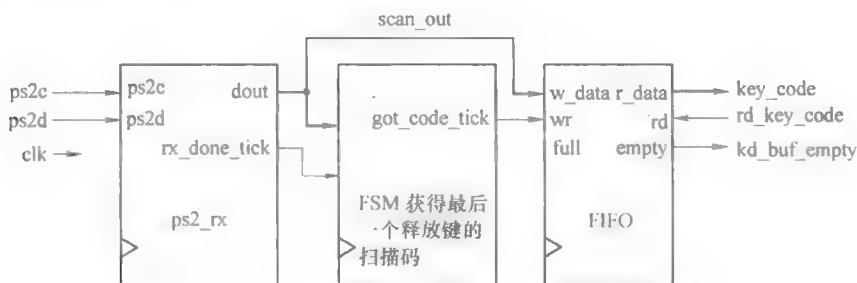 scan_out
ps2c
ps2d
clk
ps2c
ps2d
dout
rx_done_tick
ps2_rx
got_code_tick
FSM 获得最后
一个释放键的
扫描码
w_data r_data
wr rd
full empty
FIFO
key_code
rd_key_code
kd_buf_empty